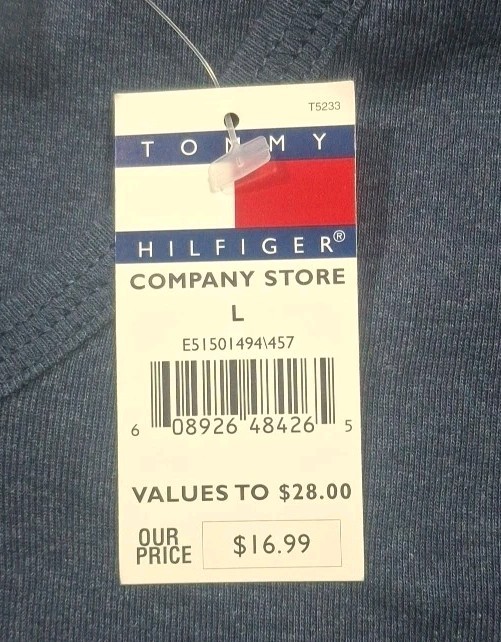 T5233
TOMMY
HILFIGER®
COMPANY STORE
L
E51501494\457
6 08926 48426 5
VALUES TO $28.00
OUR
PRICE
$16.99